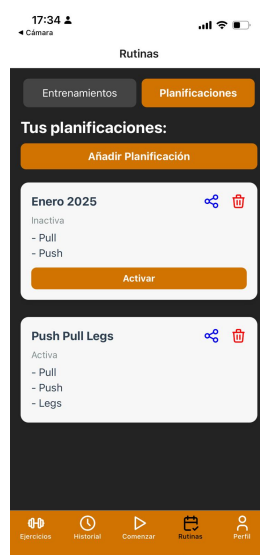 17:34
◀ Cámara
Rutinas
Entrenamientos
Planificaciones
Tus planificaciones:
Añadir Planificación
Enero 2025
Inactiva
- Pull
- Push
Activar
Push Pull Legs
Activa
- Pull
- Push
- Legs
Ejercicios
Historial
Comenzar
Rutinas
Perfil